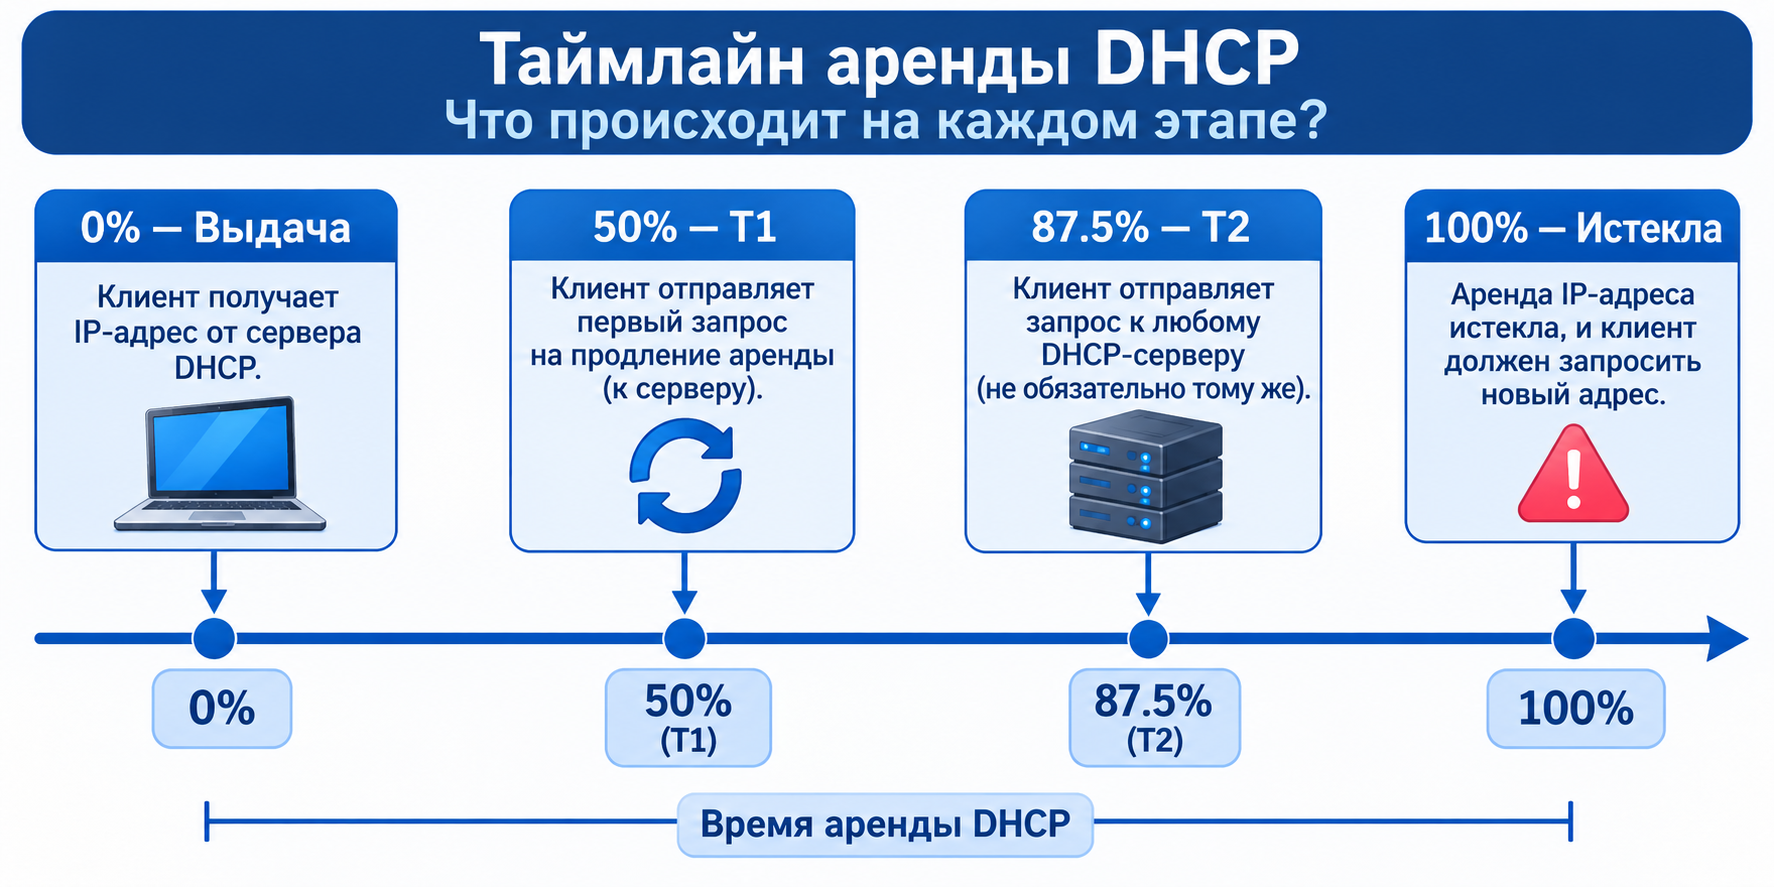 Таймлайн аренды DHCP
Что происходит на каждом этапе?
0% — Выдача
Клиент получает
IP-адрес от сервера
DHCP.
50% — T1
Клиент отправляет
первый запрос
на продление аренды
(к серверу).
87.5% — T2
Клиент отправляет
запрос к любому
DHCP-серверу
(не обязательно тому же).
100% — Истекла
Аренда IP-адреса
истекла, и клиент
должен запросить
новый адрес.
0%
50%
(T1)
87.5%
(T2)
100%
Время аренды DHCP